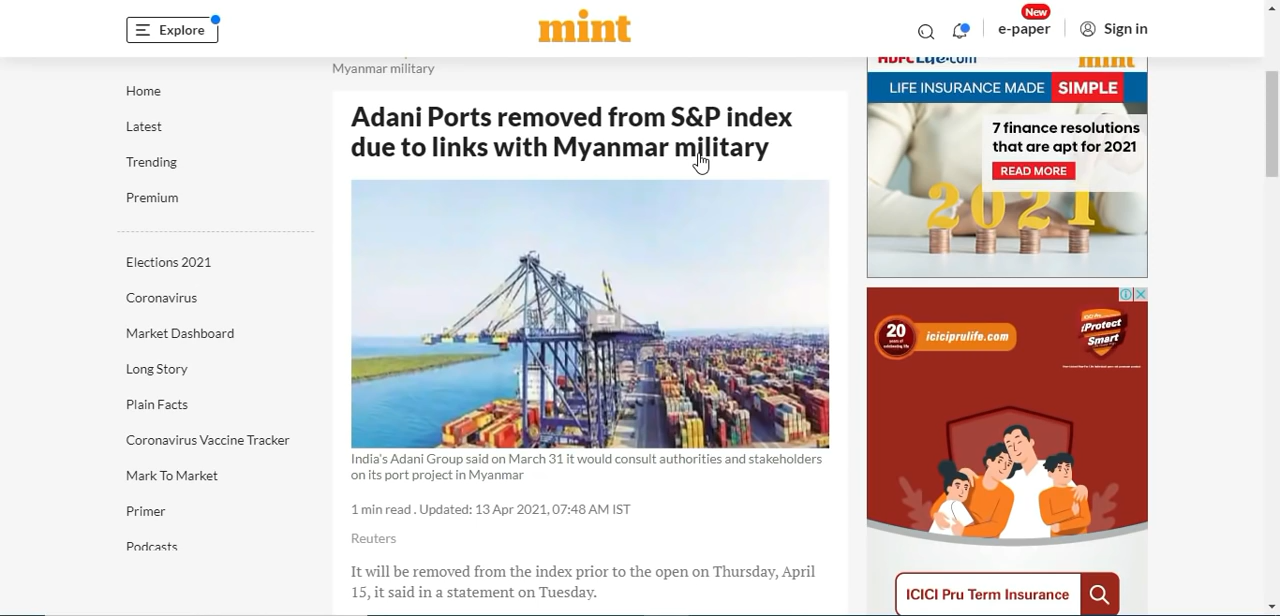 Explore
mint
New
e-paper
Sign in
Myanmar military
Home
Latest
Trending
Premium
Elections 2021
Coronavirus
Market Dashboard
Long Story
Plain Facts
Coronavirus Vaccine Tracker
Mark To Market
Primer
Podcasts
Adani Ports removed from S&P index
due to links with Myanmar military
India's Adani Group said on March 31 it would consult authorities and stakeholders
on its port project in Myanmar
1 min read . Updated: 13 Apr 2021, 07:48 AM IST
Reuters
It will be removed from the index prior to the open on Thursday, April
15, it said in a statement on Tuesday.
HDFCLife.com
mint
LIFE INSURANCE MADE SIMPLE
7 finance resolutions
that are apt for 2021
READ MORE
2021
20
iciciprulife.com
iProtect
Smart
ICICI Pru Term Insurance